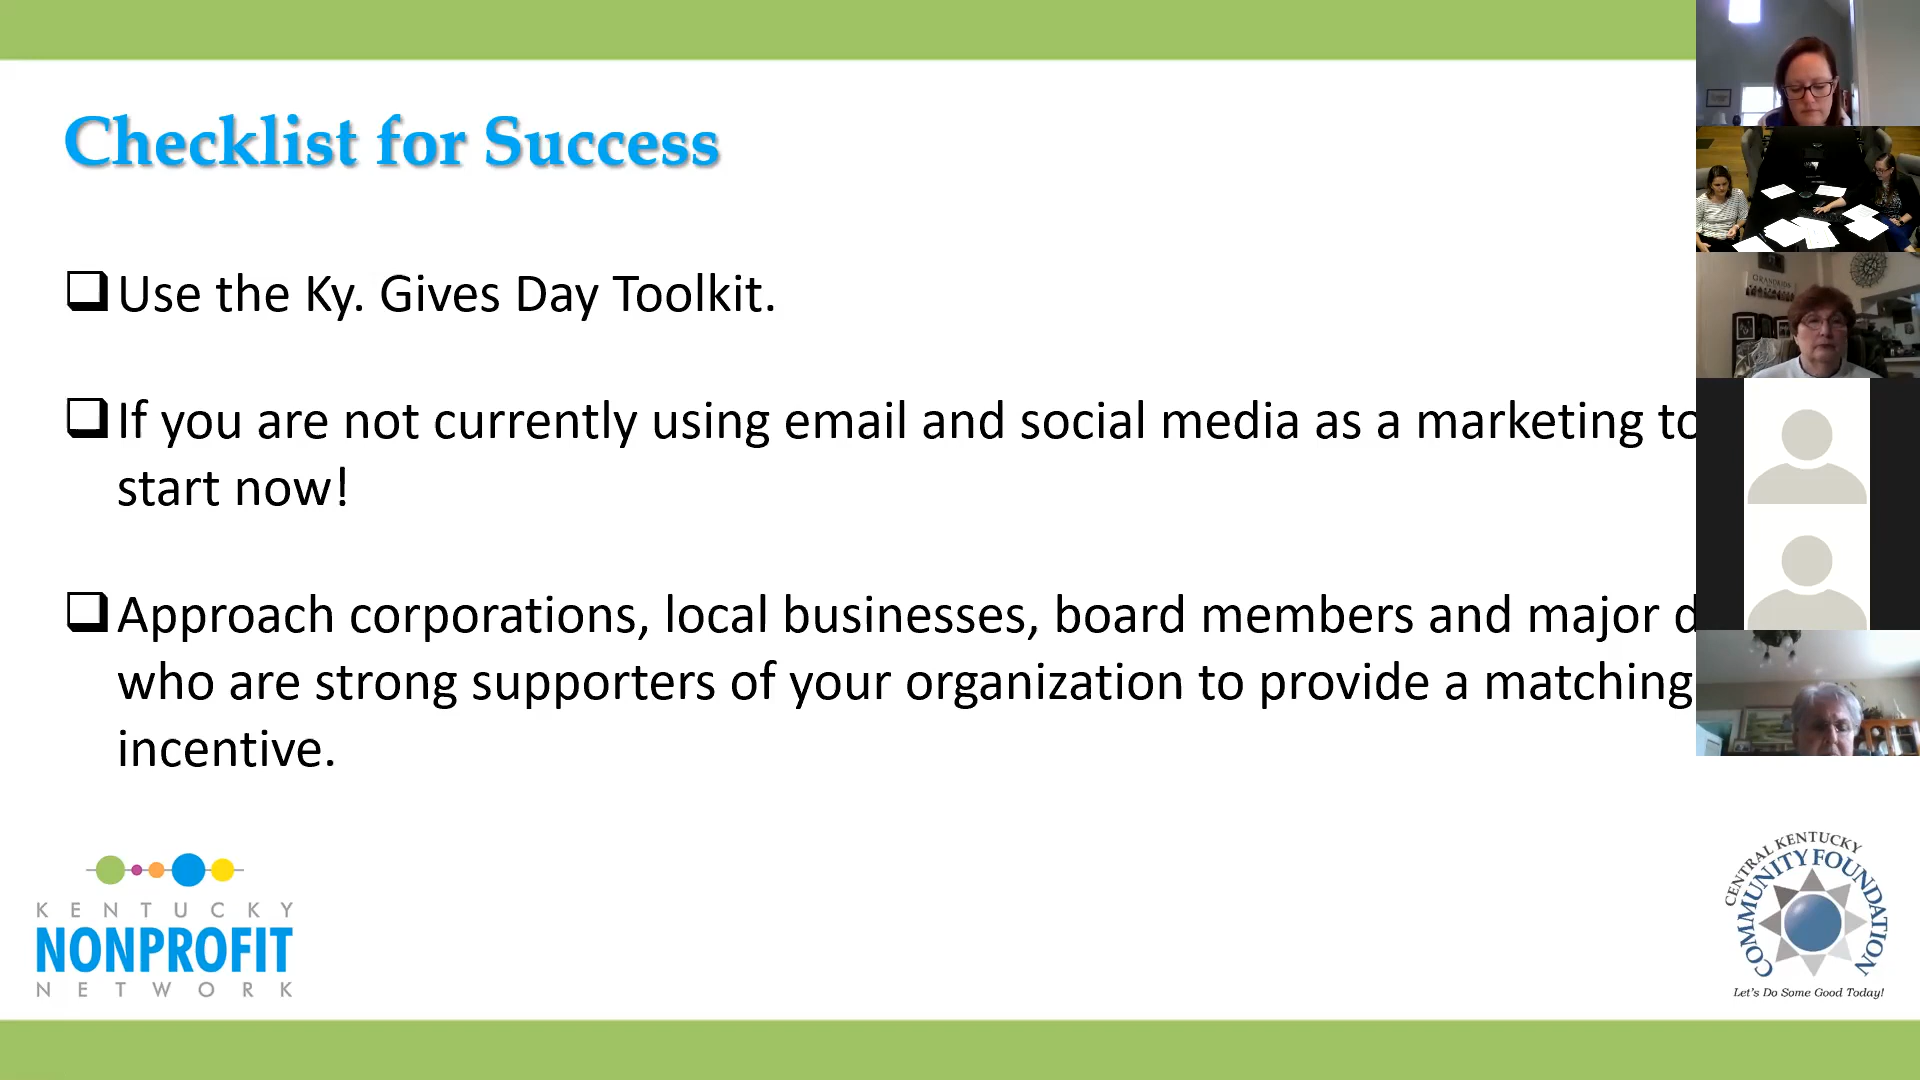 Checklist for Success
Use the Ky. Gives Day Toolkit.
If you are not currently using email and social media as a marketing
start now!
Approach corporations, local businesses, board members and major
who are strong supporters of your organization to provide a matching
incentive.
KENTUCKY
NONPROFIT
NETWORK
CENTRAL KENTUCKY
COMMUNITY FOUNDATION
Let's Do Some Good Today!